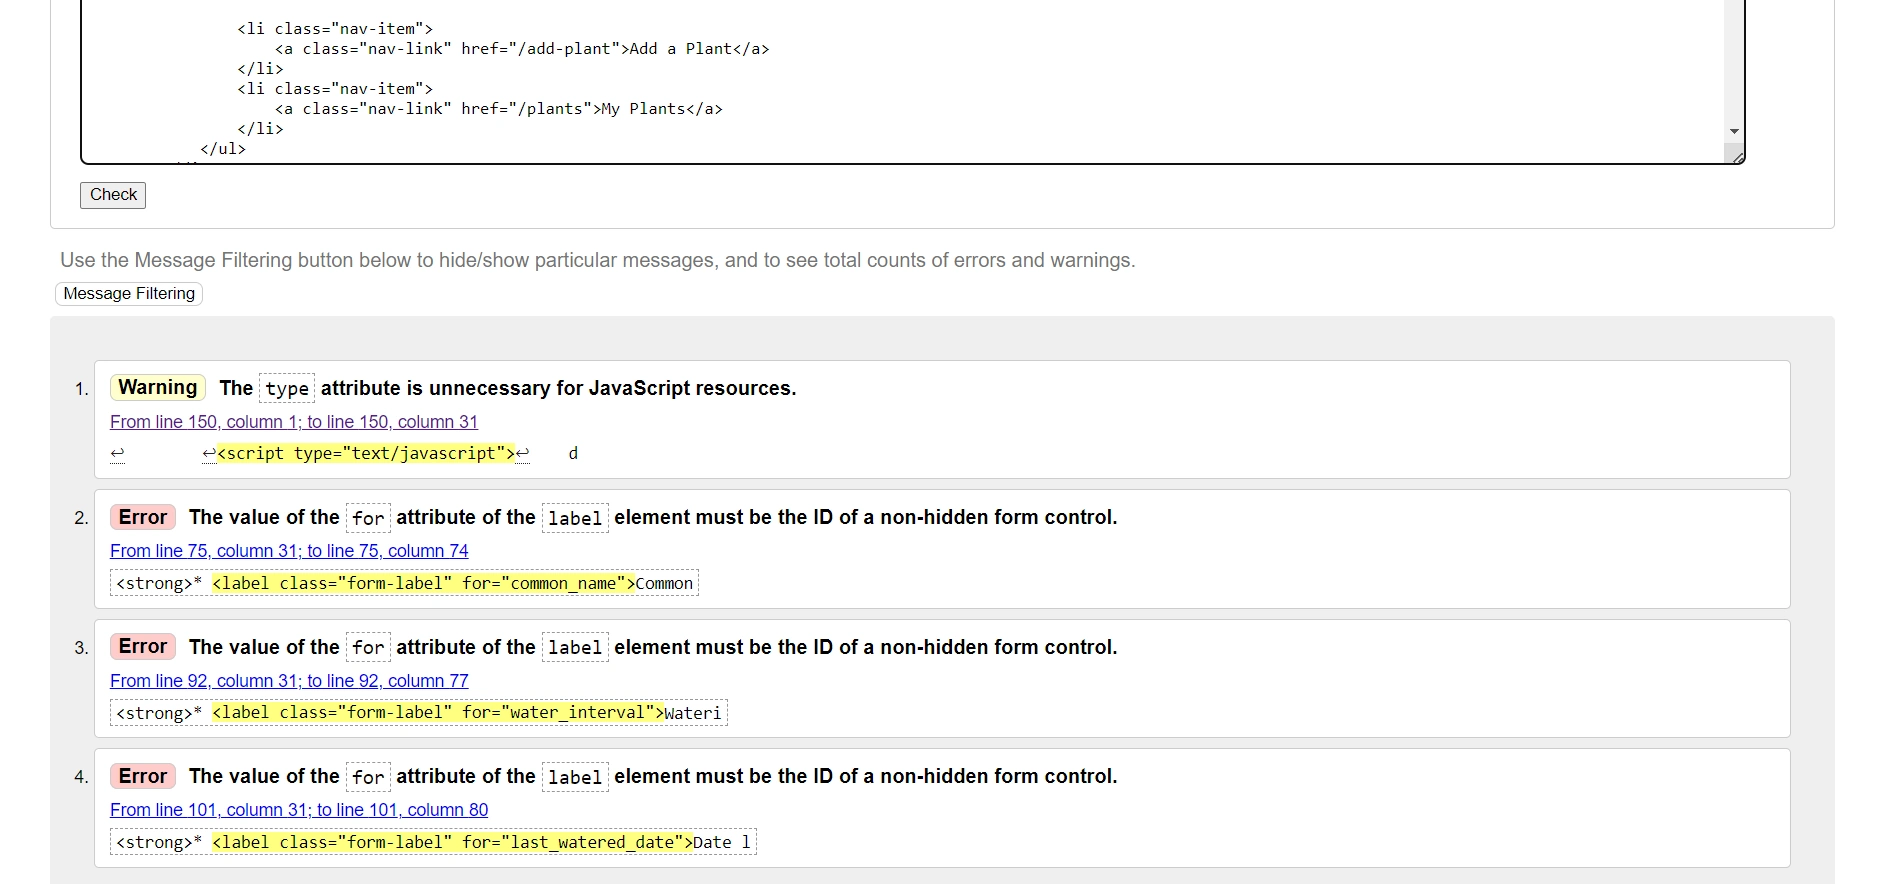 <li class="nav-item">
<a class="nav-link" href="/add-plant">Add a Plant</a>
</li>
<li class="nav-item">
<a class="nav-link" href="/plants">My Plants</a>
</li>
</ul>
Check
Use the Message Filtering button below to hide/show particular messages, and to see total counts of errors and warnings.
Message Filtering
1. Warning The type attribute is unnecessary for JavaScript resources.
From line 150, column 1; to line 150, column 31
↩ ↩<script type="text/javascript">↩ d
2. Error The value of the for attribute of the label element must be the ID of a non-hidden form control.
From line 75, column 31; to line 75, column 74
<strong>* <label class="form-label" for="common_name">Common
3. Error The value of the for attribute of the label element must be the ID of a non-hidden form control.
From line 92, column 31; to line 92, column 77
<strong>* <label class="form-label" for="water_interval">Wateri
4. Error The value of the for attribute of the label element must be the ID of a non-hidden form control.
From line 101, column 31; to line 101, column 80
<strong>* <label class="form-label" for="last_watered_date">Date l